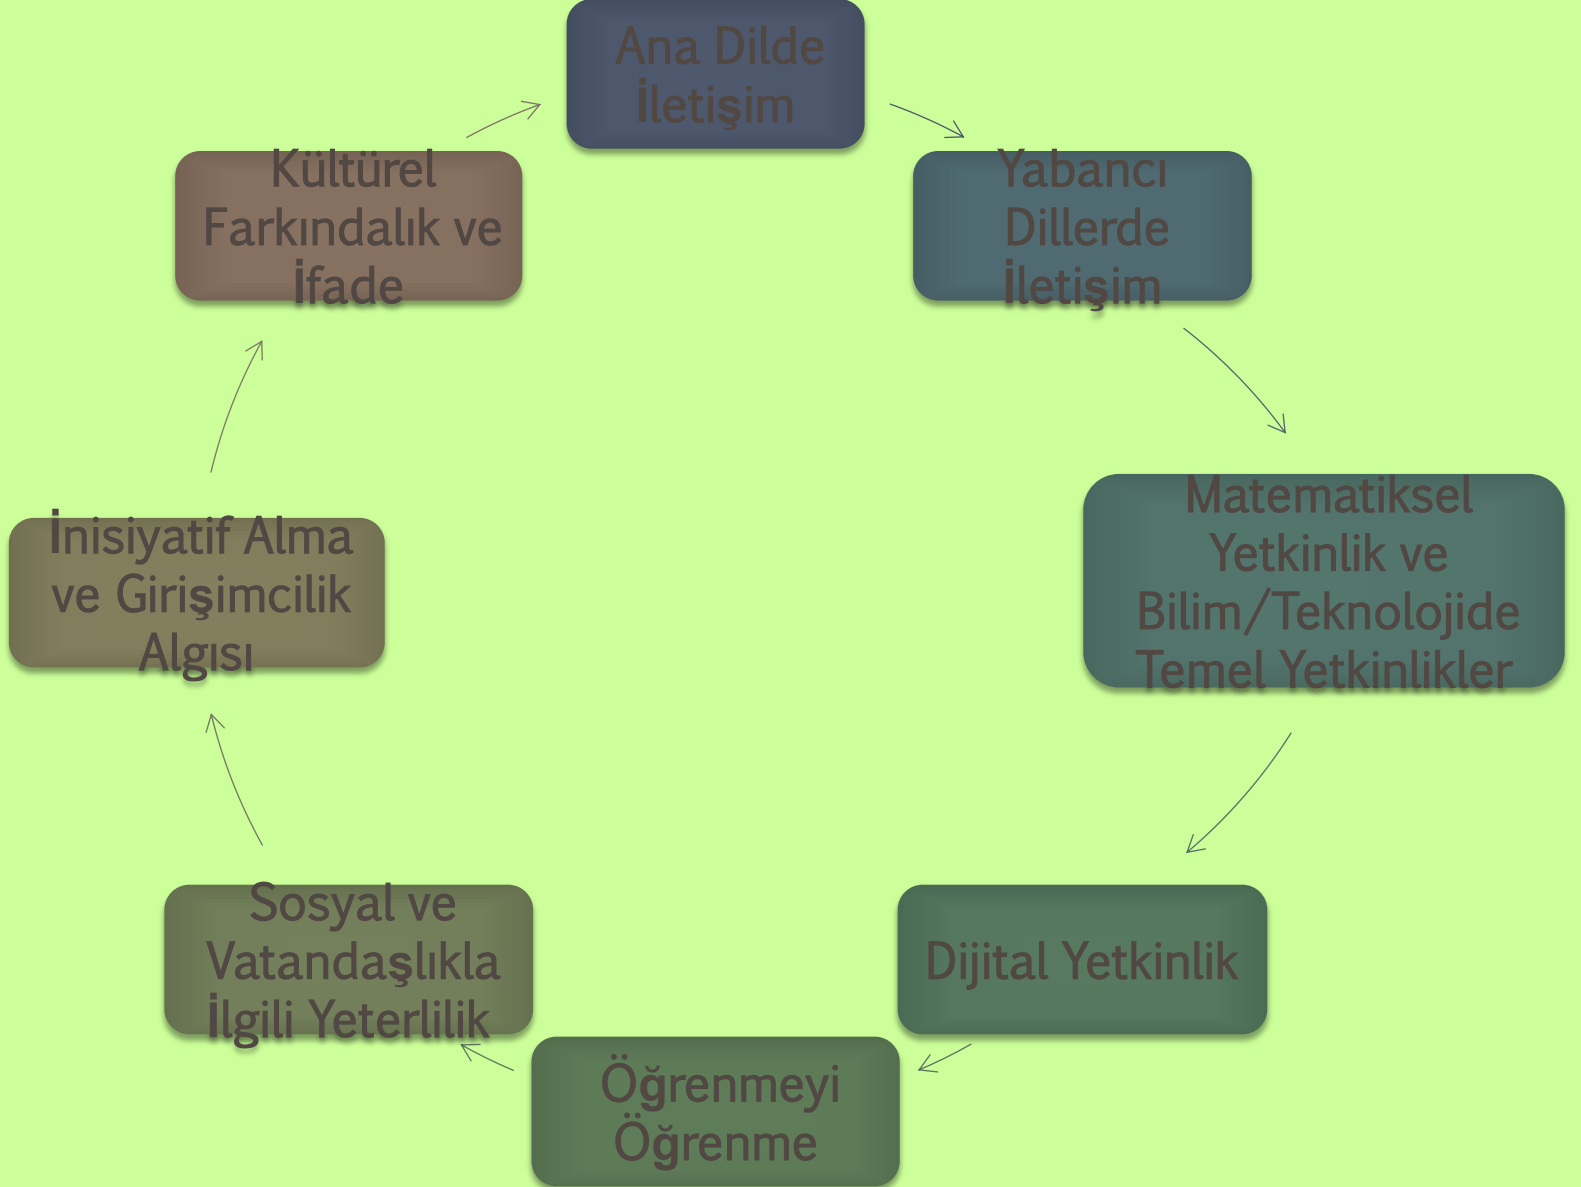 Ana Dilde
İletişim
Yabancı
Dillerde
İletişim
Matematiksel
Yetkinlik ve
Bilim/Teknolojide
Temel Yetkinlikler
Dijital Yetkinlik
Öğrenmeyi
Öğrenme
Sosyal ve
Vatandaşlıkla
İlgili Yeterlilik
İnisiyatif Alma
ve Girişimcilik
Algısı
Kültürel
Farkındalık ve
İfade